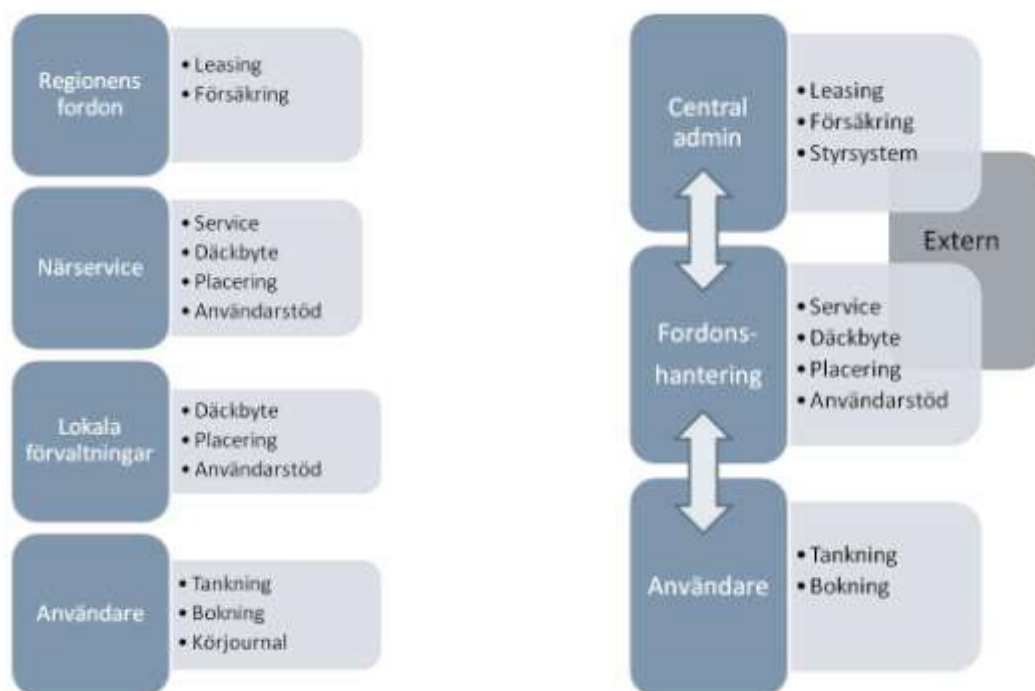 Regionens
fordon
• Leasing
• Försäkring
Närservice
• Service
• Däckbyte
• Placering
• Användarstöd
Lokala
förvaltningar
• Däckbyte
• Placering
• Användarstöd
Användare
• Tankning
• Bokning
• Körjournal
Central
admin
• Leasing
• Försäkring
• Styrsystem
Extern
Fordons-
hantering
• Service
• Däckbyte
• Placering
• Användarstöd
Användare
• Tankning
• Bokning